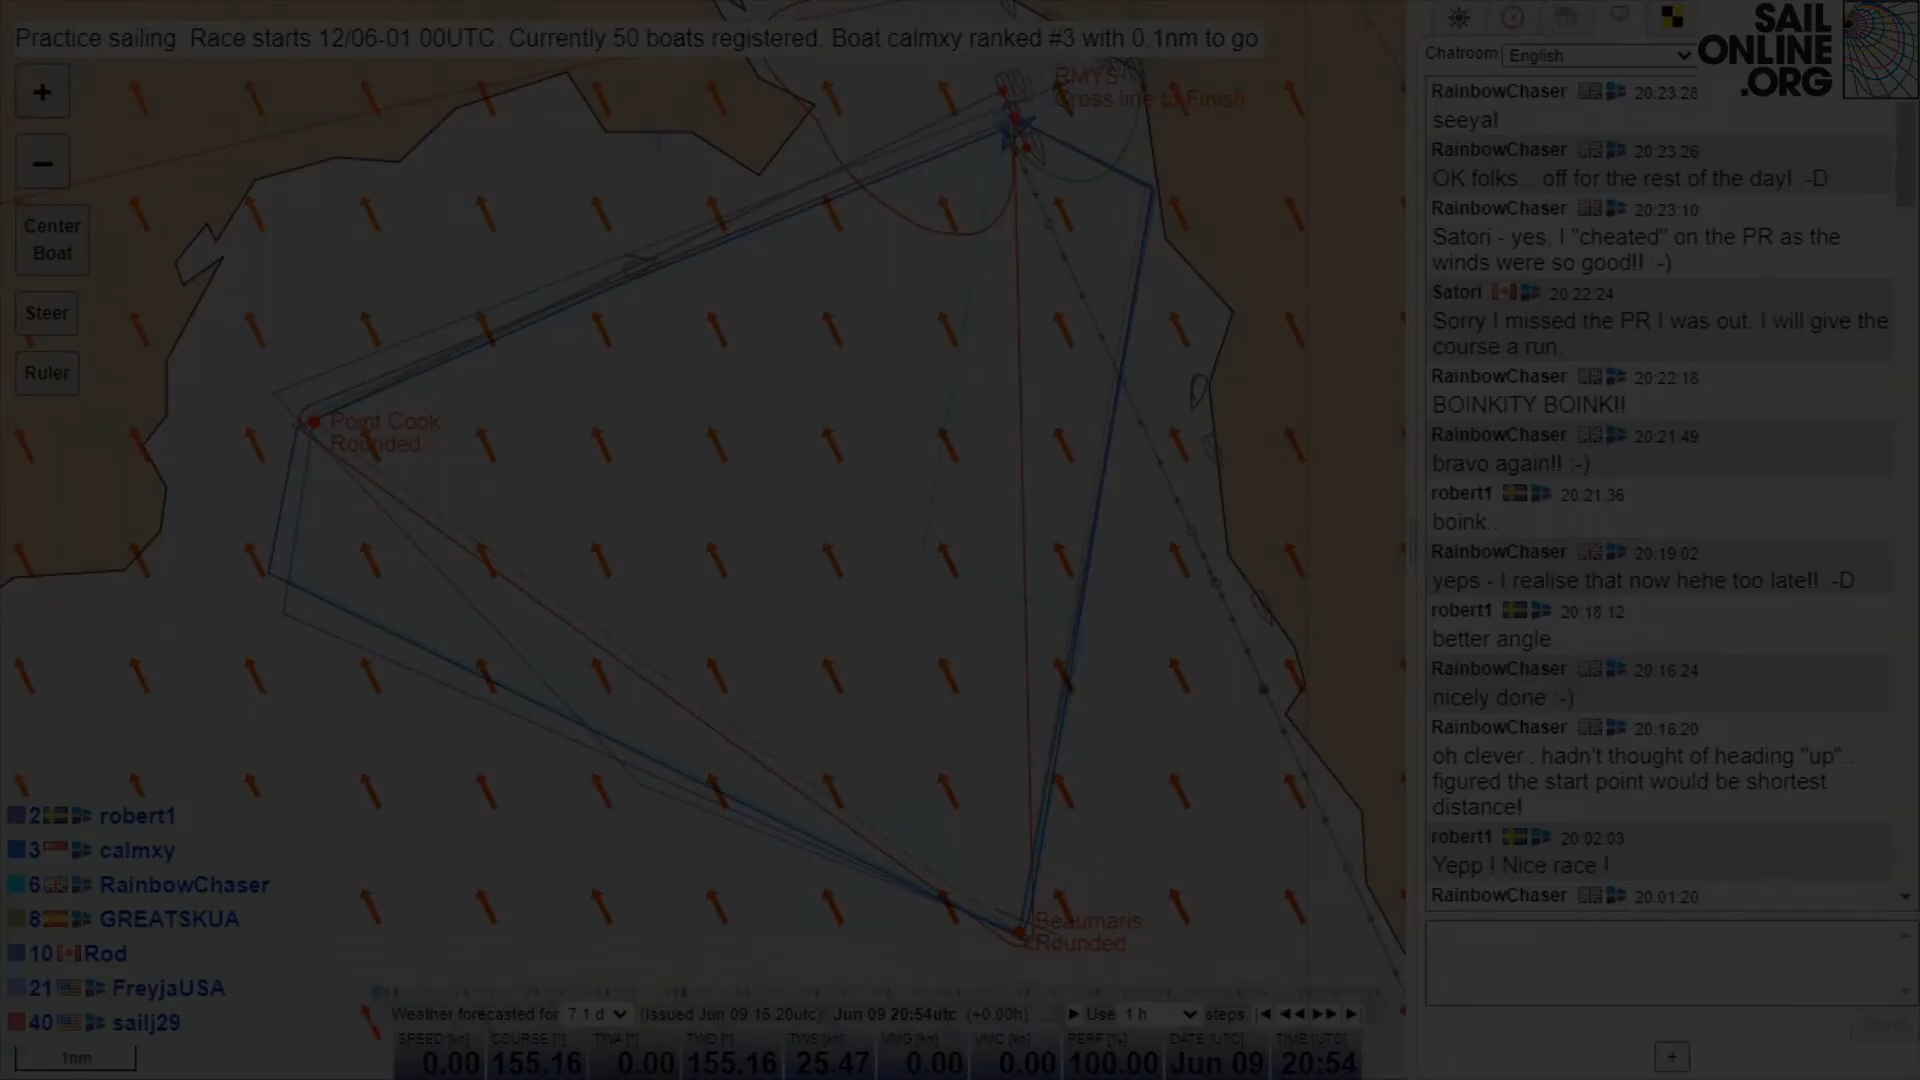 Practice sailing. Race starts 12/06-01 00UTC. Currently 50 boats registered. Boat calmxy ranked #3 with 0.1nm to go
+
−
Center
Boat
Steer
Ruler
RMYS
Cross line to Finish
Point Cook
Rounded
Beaumaris
Rounded
2 robert1
3 calmxy
6 RainbowChaser
8 GREATSKUA
10 Rod
21 FreyjaUSA
40 sailj29
1nm
Weather forecasted for 7.1 d (Issued Jun 09 16.20utc) Jun 09 20:54utc (+0.00h) Use 1 h steps
SPEED [kn] COURSE [°] TWA [°] TWD [°] TWS [kn] VMG [kn] VMC [kn] PERF [%] DATE [UTC] TIME [UTC]
0.00 155.16 0.00 155.16 25.47 0.00 0.00 100.00 Jun 09 20:54
SAIL
ONLINE
.ORG
Chatroom: English
RainbowChaser 20:23:28
seeya!
RainbowChaser 20:23:26
OK folks... off for the rest of the day! :-D
RainbowChaser 20:23:10
Satori - yes, I "cheated" on the PR as the
winds were so good!! :-)
Satori 20:22:24
Sorry I missed the PR I was out. I will give the
course a run.
RainbowChaser 20:22:18
BOINKITY BOINK!!
RainbowChaser 20:21:49
bravo again!! :-)
robert1 20:21:36
boink..
RainbowChaser 20:19:02
yeps - I realise that now hehe too late!! :-D
robert1 20:18:12
better angle
RainbowChaser 20:16:24
nicely done :-)
RainbowChaser 20:16:20
oh clever.. hadn't thought of heading "up"..
figured the start point would be shortest
distance!
robert1 20:02:03
Yepp ! Nice race !
RainbowChaser 20:01:20
+